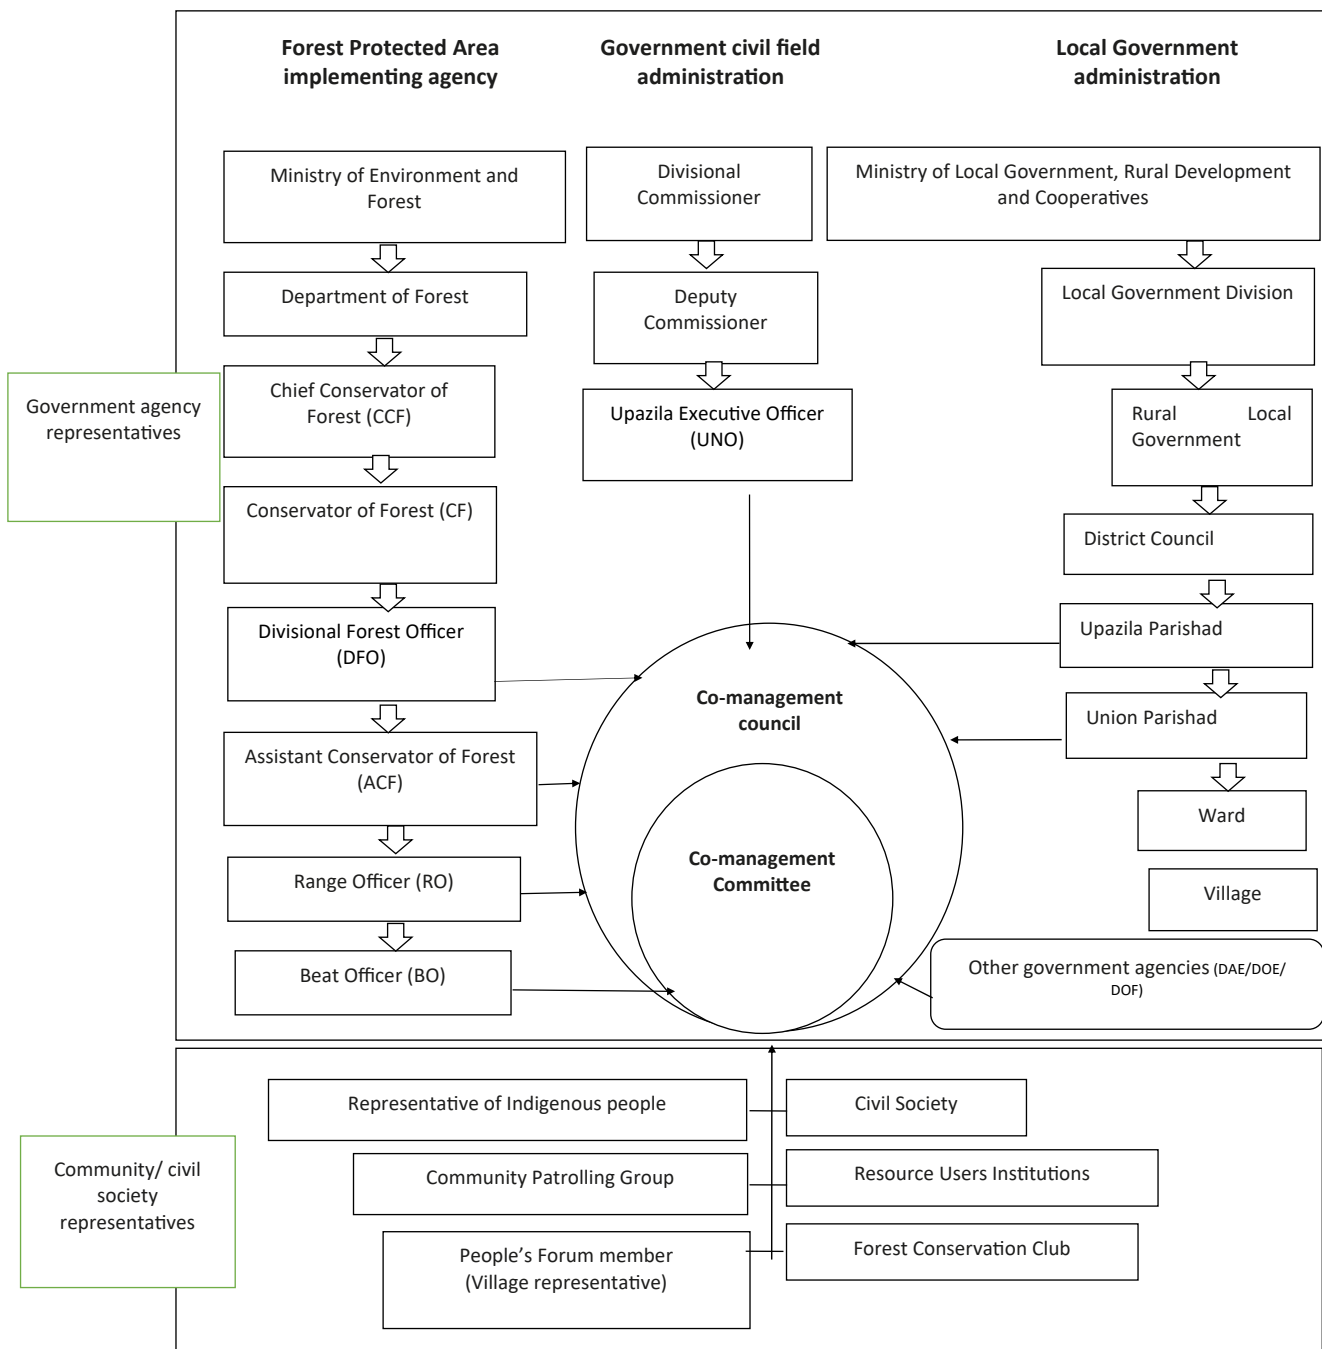 Forest Protected Area
implementing agency
Government civil field
administration
Local Government
administration
Ministry of Environment and
Forest
Divisional
Commissioner
Ministry of Local Government, Rural Development
and Cooperatives
Department of Forest
Deputy
Commissioner
Local Government Division
Government agency
representatives
Chief Conservator of
Forest (CCF)
Upazila Executive Officer
(UNO)
Rural Local
Government
Conservator of Forest (CF)
District Council
Divisional Forest Officer
(DFO)
Upazila Parishad
Co-management
council
Union Parishad
Assistant Conservator of Forest
(ACF)
Ward
Co-management
Committee
Range Officer (RO)
Village
Beat Officer (BO)
Other government agencies (DAE/DOE/
DOF)
Community/ civil
society
representatives
Representative of Indigenous people
Civil Society
Community Patrolling Group
Resource Users Institutions
People’s Forum member
(Village representative)
Forest Conservation Club